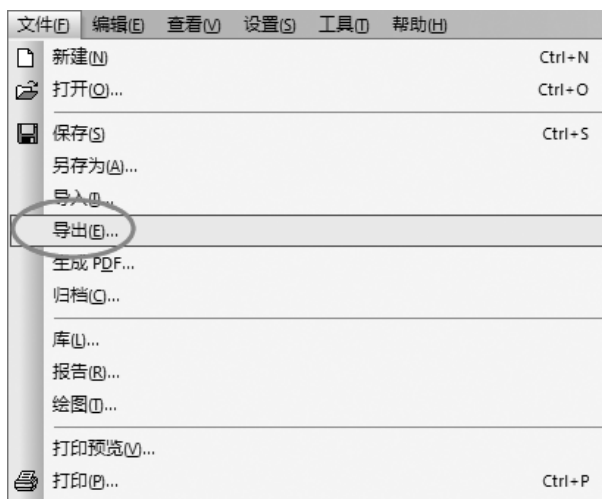 文件(F) 编辑(E) 查看(V) 设置(S) 工具(T) 帮助(H)
新建(N) Ctrl+N
打开(O)... Ctrl+O
保存(S) Ctrl+S
另存为(A)...
导入(I)...
导出(E)...
生成 PDF...
归档(C)...
库(L)...
报告(R)...
绘图(T)...
打印预览(V)...
打印(P)... Ctrl+P